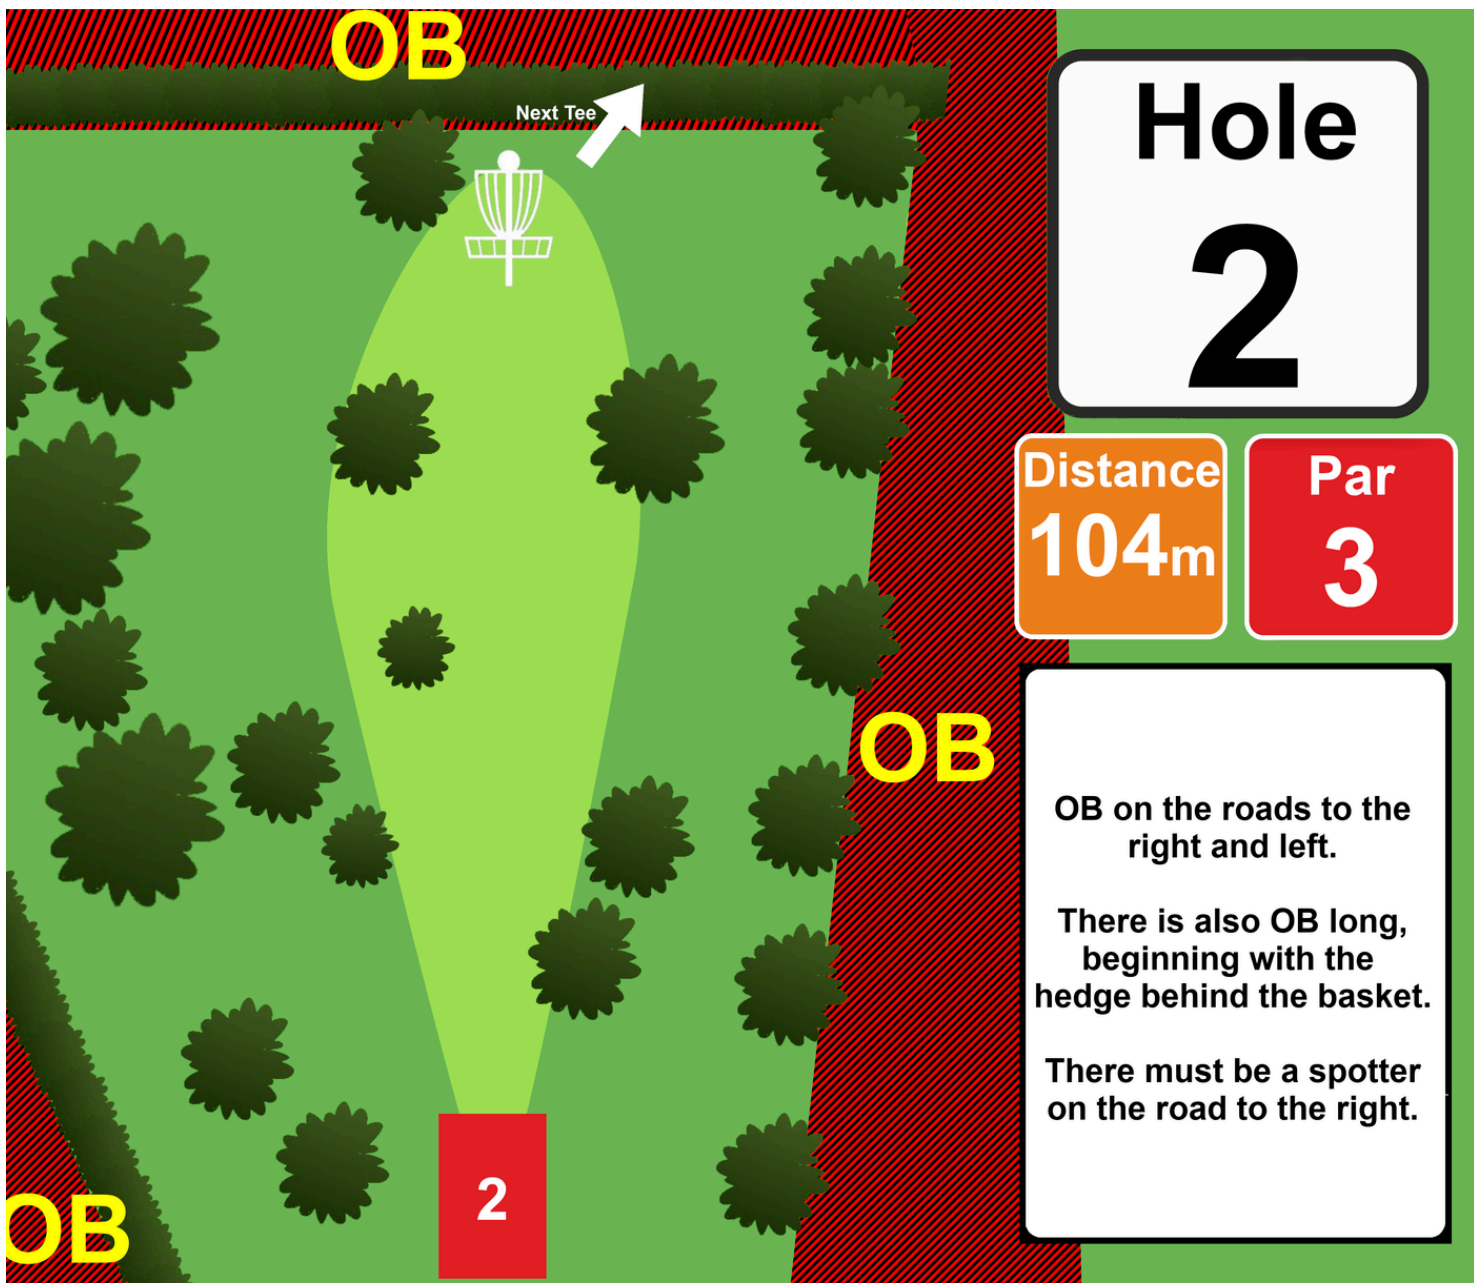 OB
Next Tee
Hole
2
Distance
104m
Par
3
OB
OB on the roads to the
right and left.
There is also OB long,
beginning with the
hedge behind the basket.
There must be a spotter
on the road to the right.
2
OB